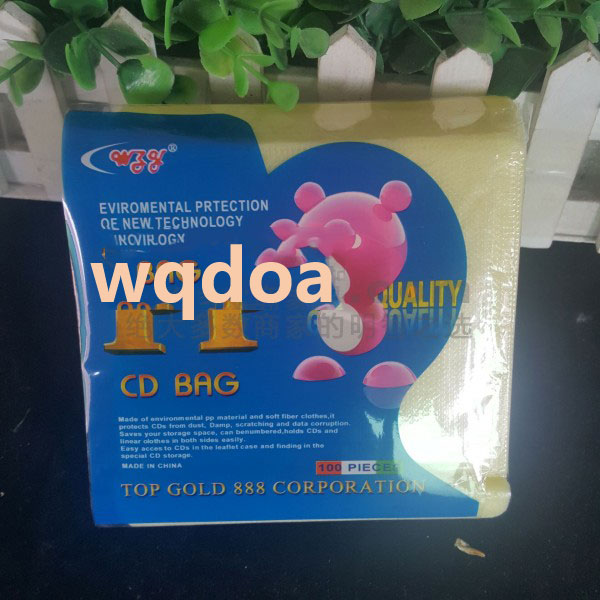 wzy®
EVIROMENTAL PRTECTION
OE NEW TECHNOLOGY
INOVILOGY
BAG
wqdoa
QUALITY
CD BAG
Made of environmental pp material and soft fiber clothes,it
protects CDs from dust, Damp, scratching and data corruption.
Saves your storage space, can benumbered,holds CDs and
linear clothes in both sides easily.
Easy acces to CDs in the leaflet case and finding in the
special CD storage.
MADE IN CHINA
100 PIECES
TOP GOLD 888 CORPORATION